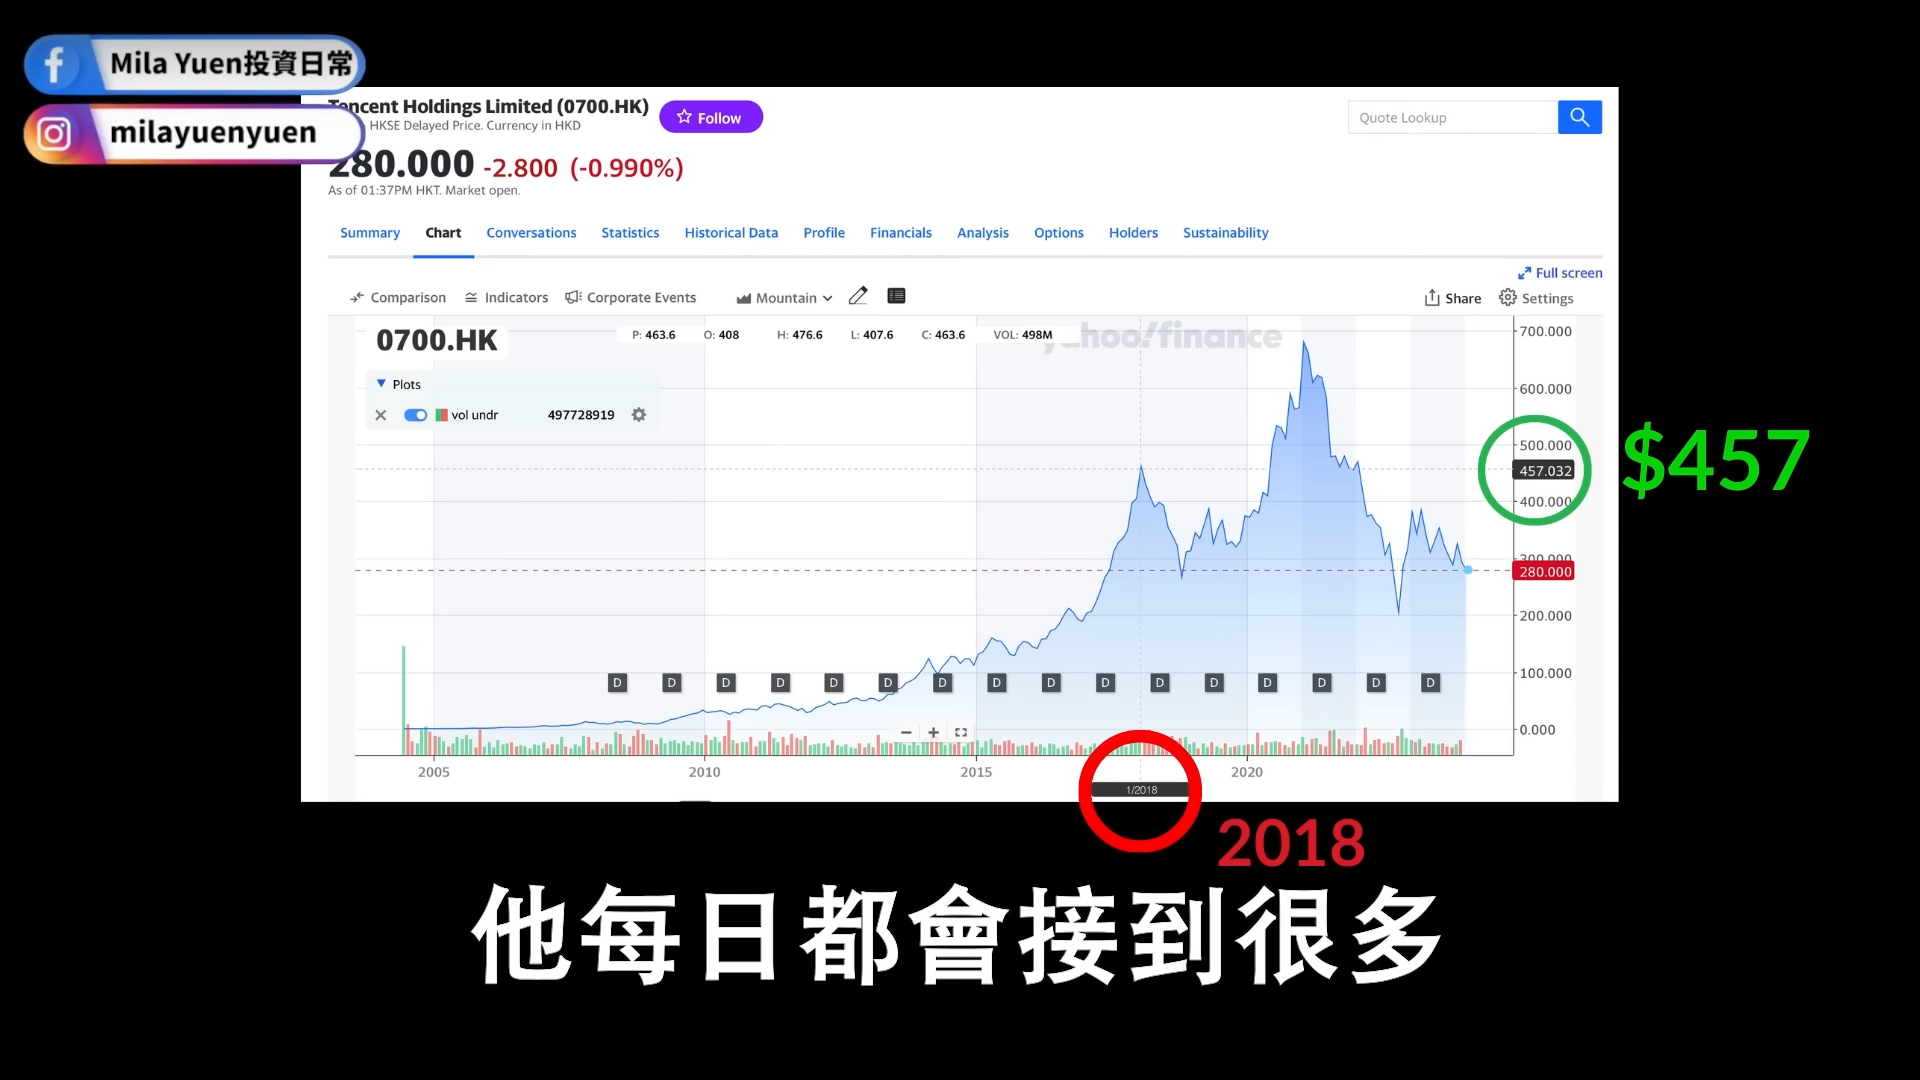 Mila Yuen投資日常
milayuenyuen
Tencent Holdings Limited (0700.HK)
HKSE Delayed Price. Currency in HKD
Follow
Quote Lookup
280.000 -2.800 (-0.990%)
As of 01:37PM HKT. Market open.
Summary Chart Conversations Statistics Historical Data Profile Financials Analysis Options Holders Sustainability
Full screen
Comparison Indicators Corporate Events Mountain Share Settings
0700.HK
P: 463.6 O: 408 H: 476.6 L: 407.6 C: 463.6 VOL: 498M
yahoo!finance
Plots
vol undr 497728919
700.000
600.000
500.000
457.032
400.000
300.000
280.000
200.000
100.000
0.000
$457
D D D D D D D D D D D D D D D D
2005 2010 2015 2020
1/2018
2018
他每日都會接到很多